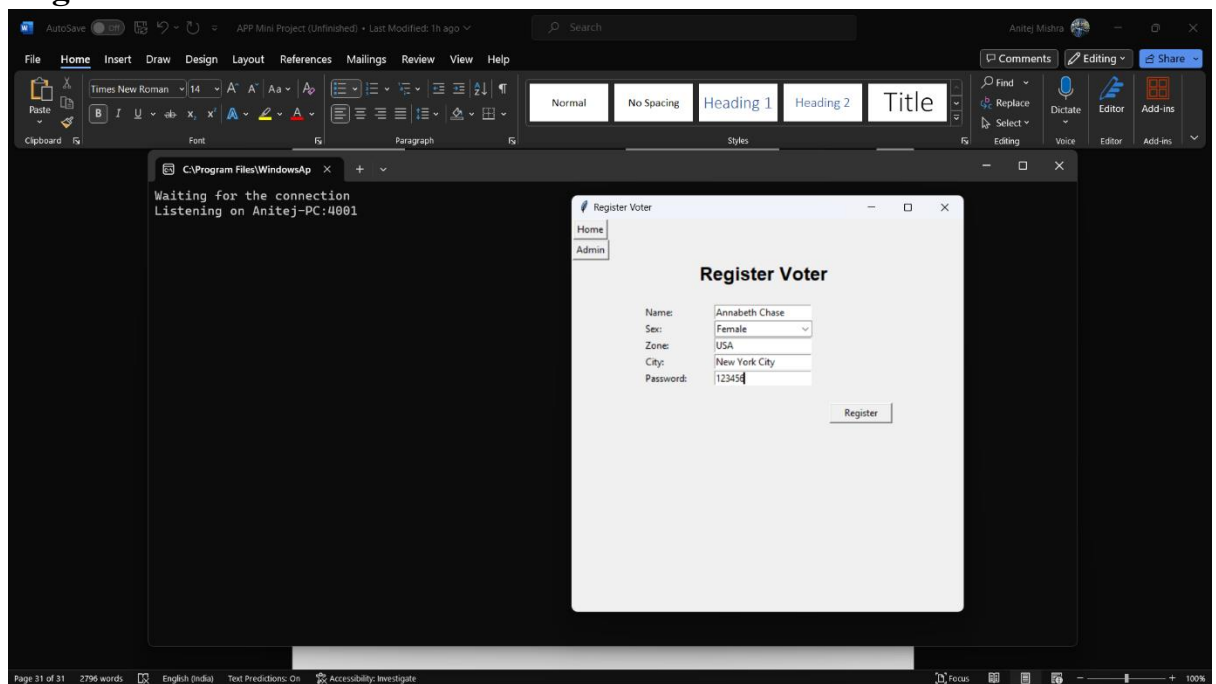 AutoSave Off APP Mini Project (Unfinished) • Last Modified: 1h ago Search Anitej Mishra
File Home Insert Draw Design Layout References Mailings Review View Help Comments Editing Share
Times New Roman 14 A^ A˅ Aa A Find
Paste B I U ab x, x² A A Normal No Spacing Heading 1 Heading 2 Title Replace Dictate Editor Add-ins
Select
Clipboard Font Paragraph Styles Editing Voice Editor Add-ins
C:\Program Files\WindowsAp
Waiting for the connection
Listening on Anitej-PC:4001
Register Voter
Home
Admin
Register Voter
Name: Annabeth Chase
Sex: Female
Zone: USA
City: New York City
Password: 123456
Register
Page 31 of 31 2796 words English (India) Text Predictions: On Accessibility: Investigate Focus 100%